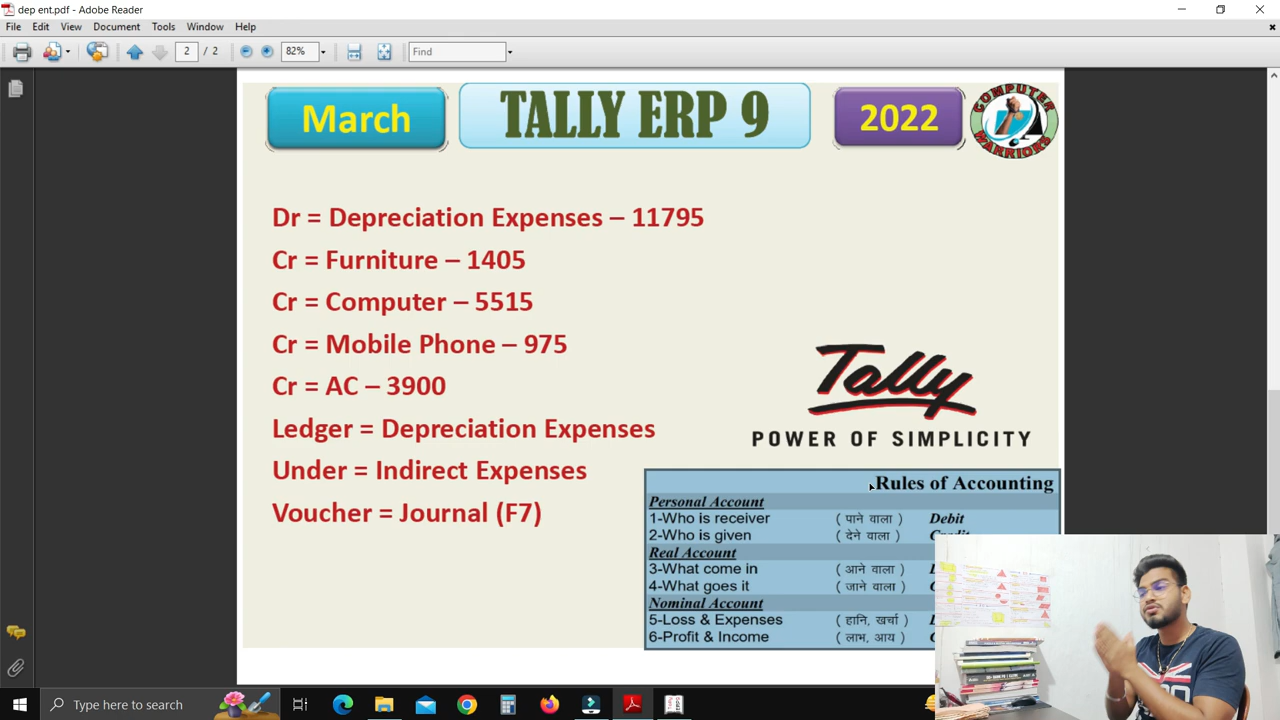 dep ent.pdf - Adobe Reader
File Edit View Document Tools Window Help
2 / 2 82% Find
March TALLY ERP 9 2022
COMPUTER WARRIORS
Dr = Depreciation Expenses – 11795
Cr = Furniture – 1405
Cr = Computer – 5515
Cr = Mobile Phone – 975
Cr = AC – 3900
Ledger = Depreciation Expenses
Under = Indirect Expenses
Voucher = Journal (F7)
Tally
POWER OF SIMPLICITY
Rules of Accounting
Personal Account
1-Who is receiver ( पाने वाला ) Debit
2-Who is given ( देने वाला )
Real Account
3-What come in ( आने वाला )
4-What goes it ( जाने वाला )
Nominal Account
5-Loss & Expenses ( हानि, खर्चा )
6-Profit & Income ( लाभ, आय )
Type here to search